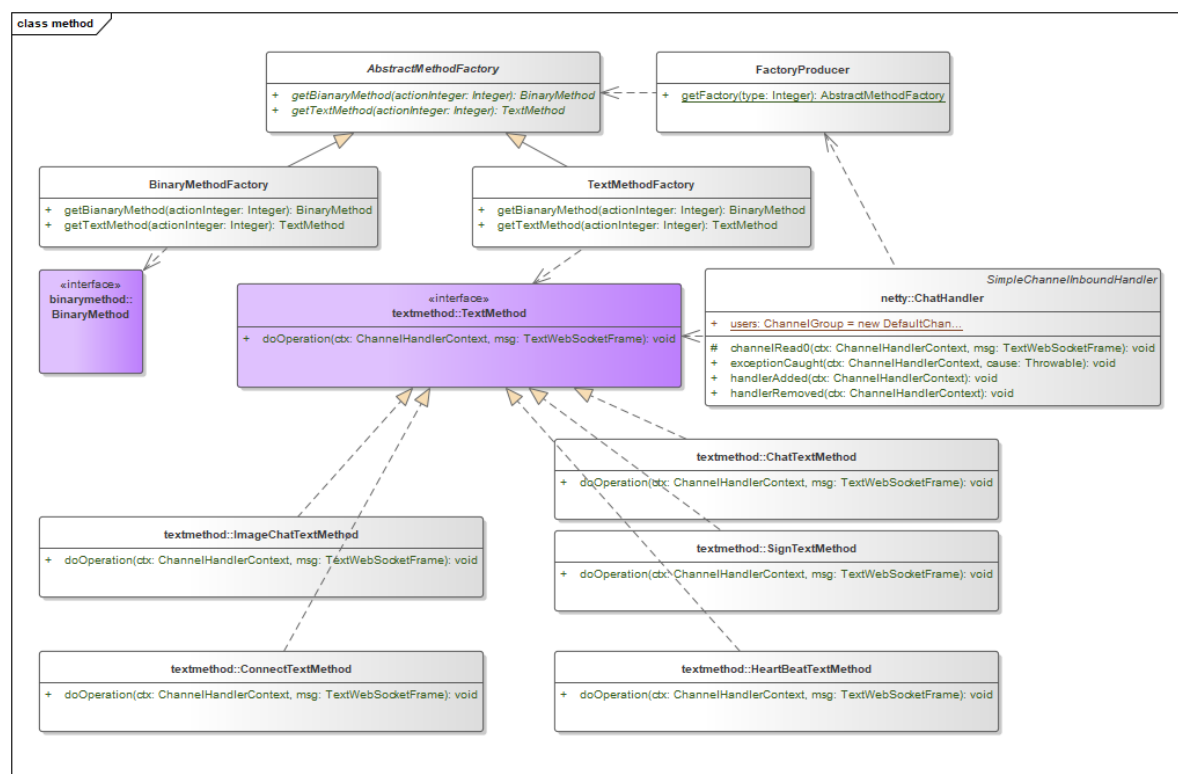 class method
AbstractMethodFactory
+ getBianaryMethod(actionInteger: Integer): BinaryMethod
+ getTextMethod(actionInteger: Integer): TextMethod
FactoryProducer
+ getFactory(type: Integer): AbstractMethodFactory
BinaryMethodFactory
+ getBianaryMethod(actionInteger: Integer): BinaryMethod
+ getTextMethod(actionInteger: Integer): TextMethod
TextMethodFactory
+ getBianaryMethod(actionInteger: Integer): BinaryMethod
+ getTextMethod(actionInteger: Integer): TextMethod
«interface»
binarymethod::
BinaryMethod
«interface»
textmethod::TextMethod
+ doOperation(ctx: ChannelHandlerContext, msg: TextWebSocketFrame): void
SimpleChannelInboundHandler
netty::ChatHandler
+ users: ChannelGroup = new DefaultChan...
# channelRead0(ctx: ChannelHandlerContext, msg: TextWebSocketFrame): void
+ exceptionCaught(ctx: ChannelHandlerContext, cause: Throwable): void
+ handlerAdded(ctx: ChannelHandlerContext): void
+ handlerRemoved(ctx: ChannelHandlerContext): void
textmethod::ChatTextMethod
+ doOperation(ctx: ChannelHandlerContext, msg: TextWebSocketFrame): void
textmethod::ImageChatTextMethod
+ doOperation(ctx: ChannelHandlerContext, msg: TextWebSocketFrame): void
textmethod::SignTextMethod
+ doOperation(ctx: ChannelHandlerContext, msg: TextWebSocketFrame): void
textmethod::ConnectTextMethod
+ doOperation(ctx: ChannelHandlerContext, msg: TextWebSocketFrame): void
textmethod::HeartBeatTextMethod
+ doOperation(ctx: ChannelHandlerContext, msg: TextWebSocketFrame): void